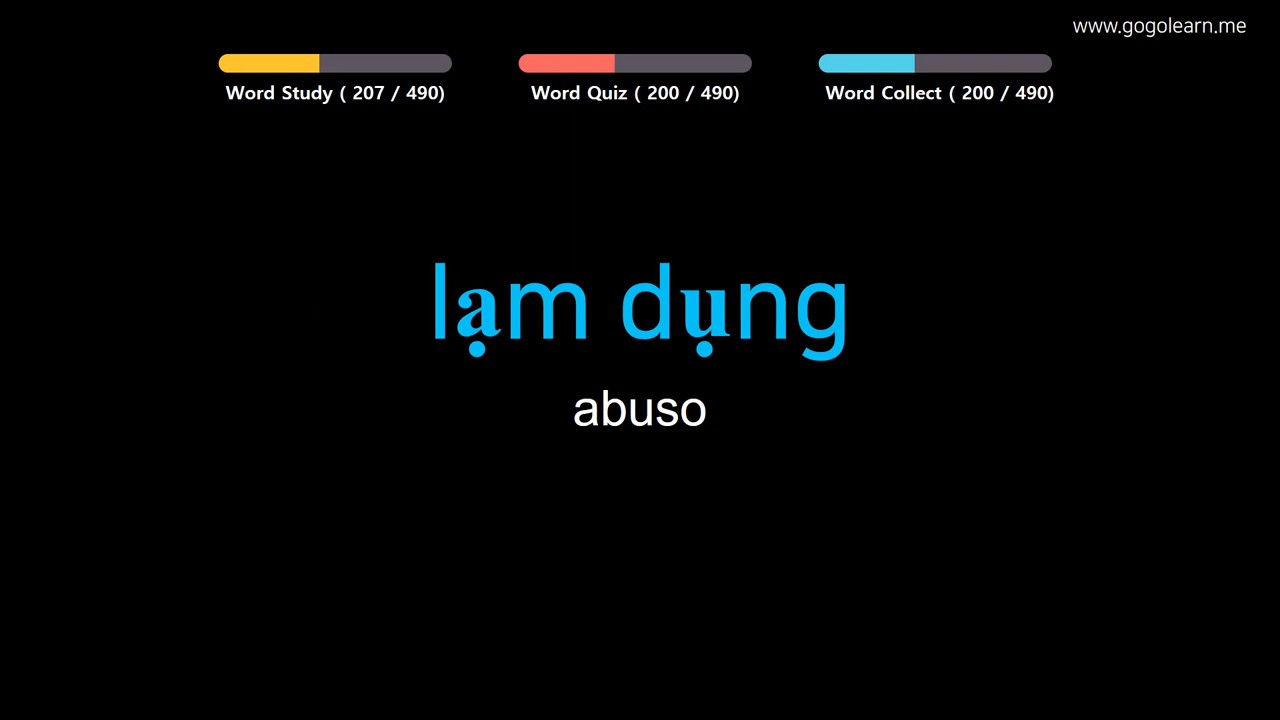 www.gogolearn.me
Word Study ( 207 / 490)
Word Quiz ( 200 / 490)
Word Collect ( 200 / 490)
lạm dụng
abuso